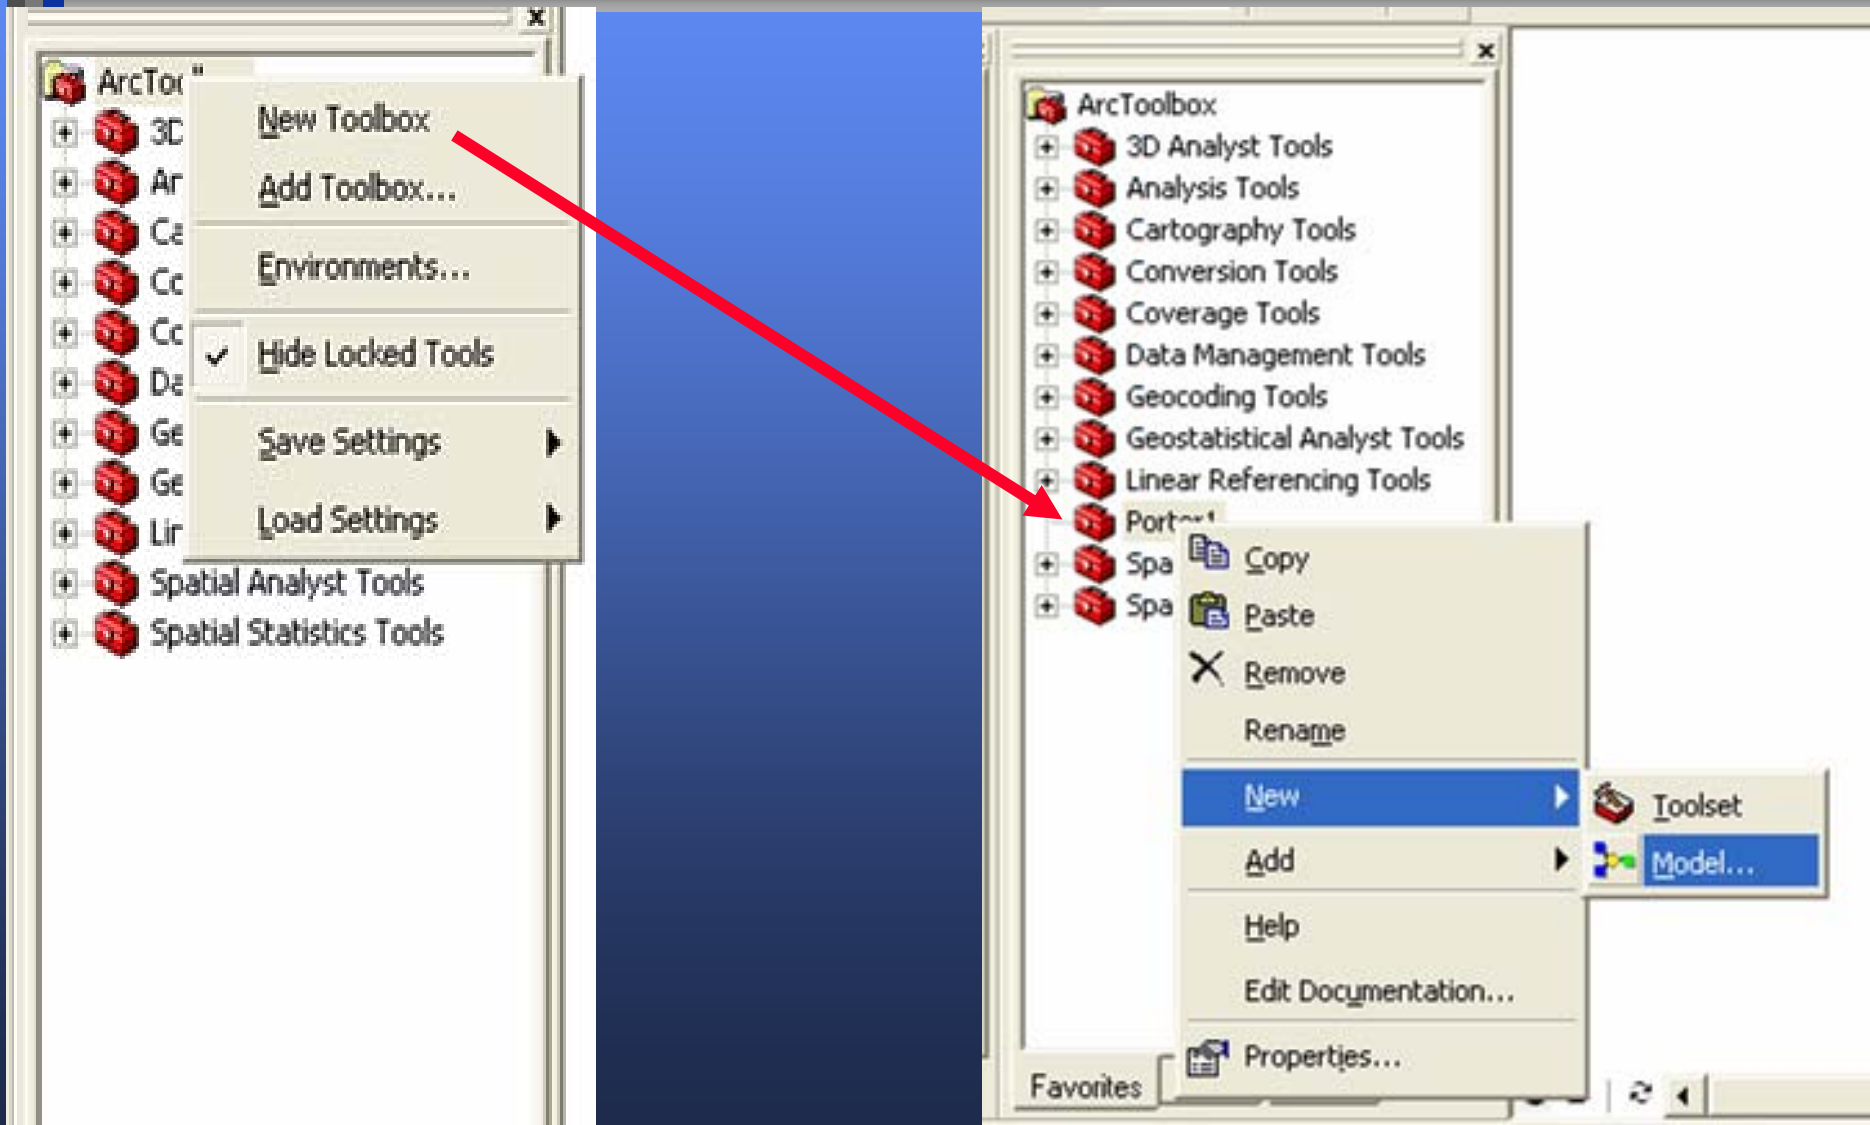 ArcToo
3D
New Toolbox
Ar
Add Toolbox...
Ca
Co
Environments...
Co
Hide Locked Tools
Da
Ge
Save Settings
Ge
Lin
Load Settings
Spatial Analyst Tools
Spatial Statistics Tools
ArcToolbox
3D Analyst Tools
Analysis Tools
Cartography Tools
Conversion Tools
Coverage Tools
Data Management Tools
Geocoding Tools
Geostatistical Analyst Tools
Linear Referencing Tools
Porter1
Spa
Spa
Copy
Paste
Remove
Rename
New
Add
Help
Edit Documentation...
Properties...
Toolset
Model...
Favorites